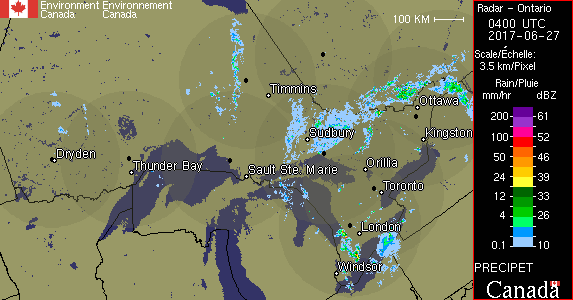 Environment Environnement
Canada Canada
100 KM
Timmins
Ottawa
Sudbury
Kingston
Dryden
Thunder Bay
Sault Ste. Marie
Orillia
Toronto
London
Windsor
Radar - Ontario
0400 UTC
2017-06-27
Scale/Échelle:
3.5 km/Pixel
Rain/Pluie
mm/hr dBZ
200 61
100 52
50 46
24 39
12 33
4 26
0.1 10
PRECIPET
Canada